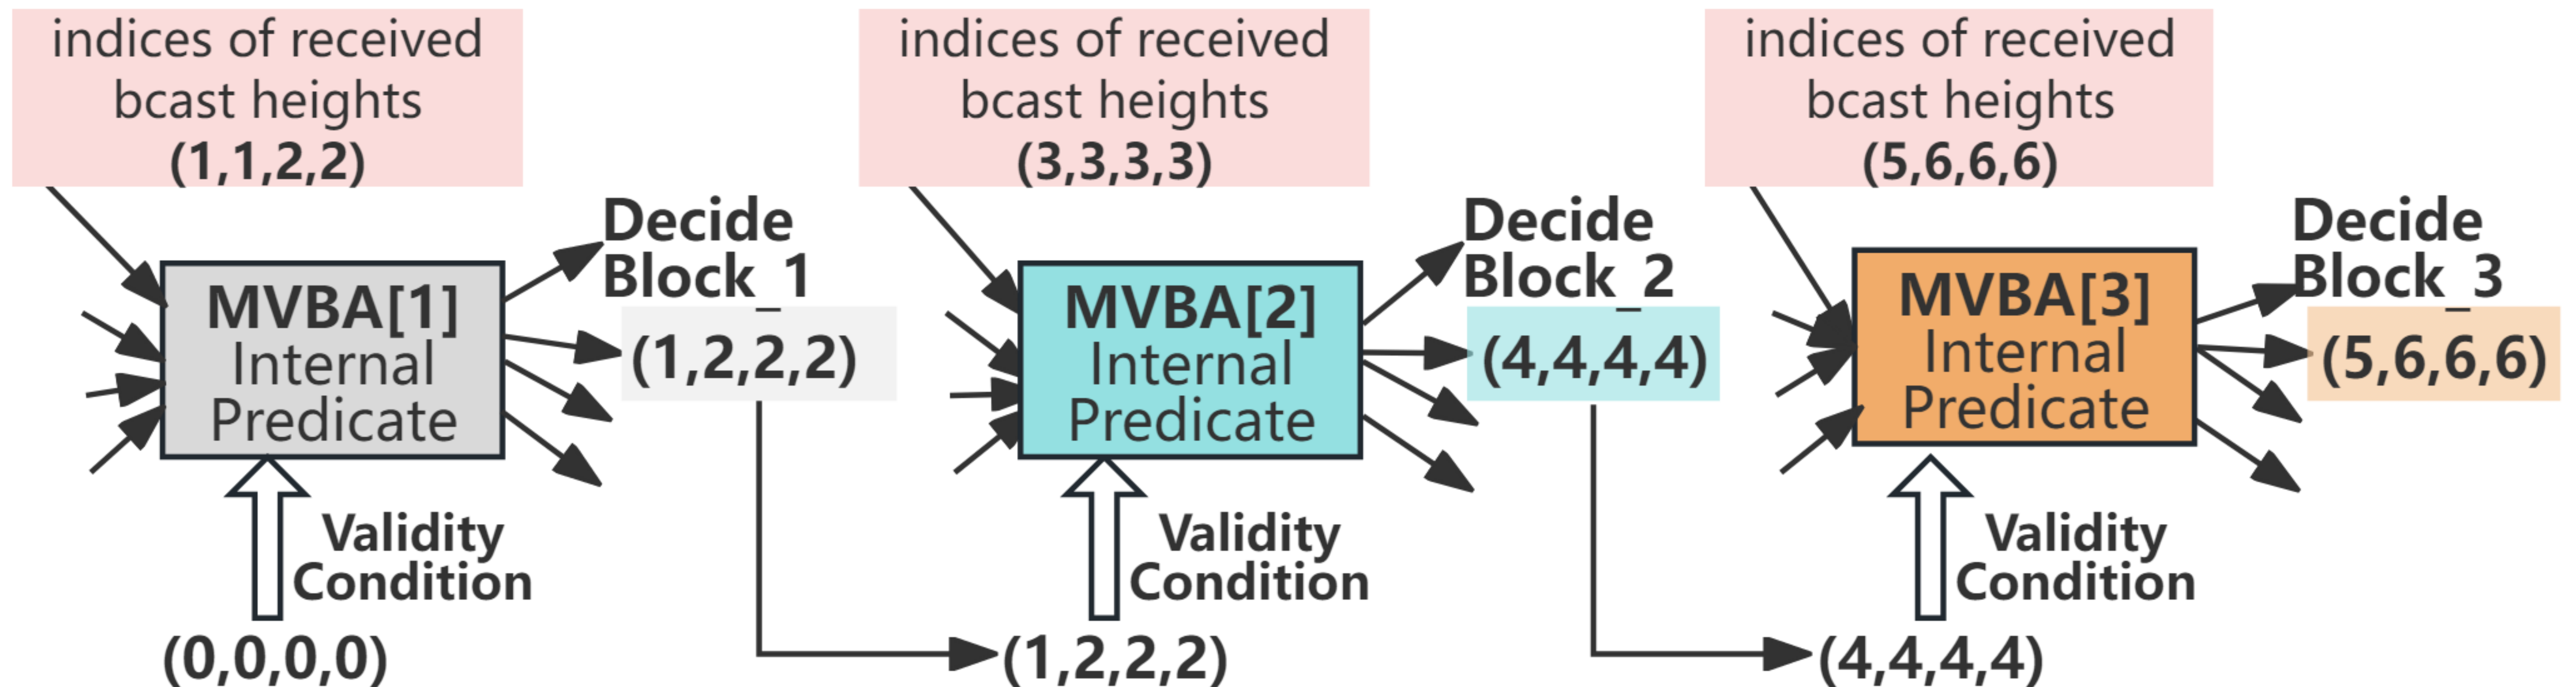 indices of received
bcast heights
(1,1,2,2)
indices of received
bcast heights
(3,3,3,3)
indices of received
bcast heights
(5,6,6,6)
MVBA[1]
Internal
Predicate
Decide
Block_1
(1,2,2,2)
MVBA[2]
Internal
Predicate
Decide
Block_2
(4,4,4,4)
MVBA[3]
Internal
Predicate
Decide
Block_3
(5,6,6,6)
Validity
Condition
(0,0,0,0)
Validity
Condition
(1,2,2,2)
Validity
Condition
(4,4,4,4)